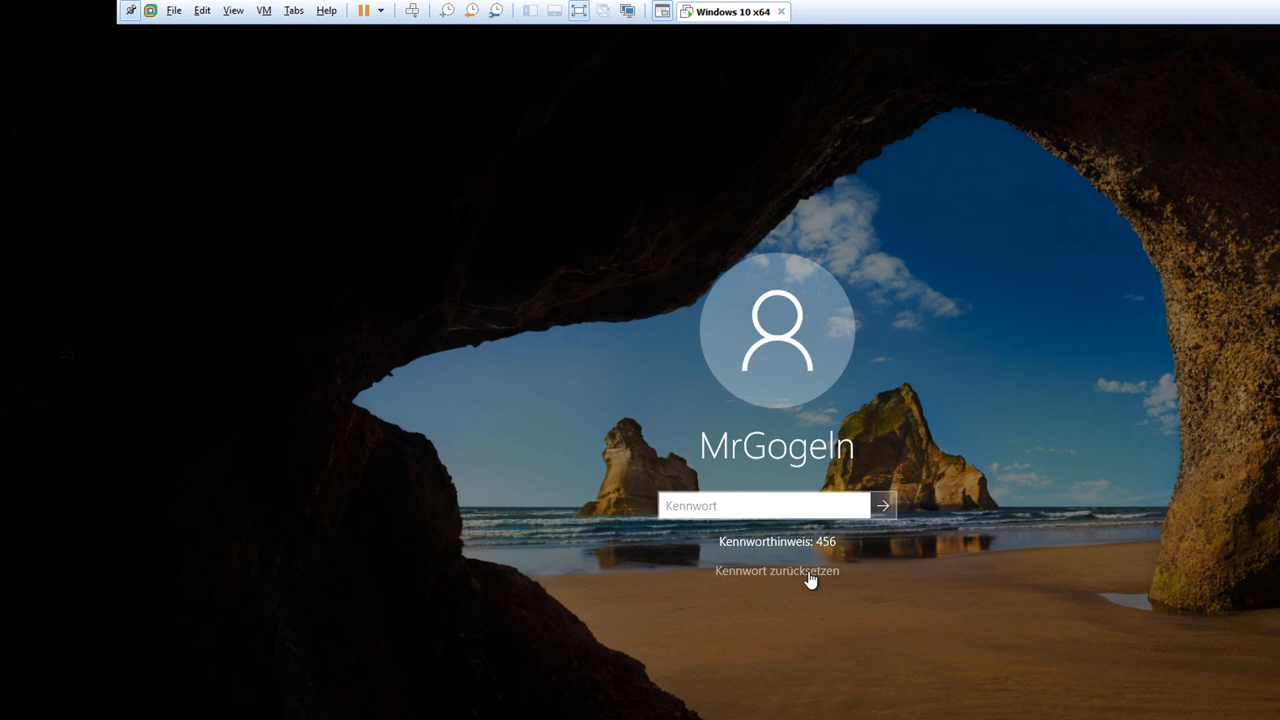 File Edit View VM Tabs Help Windows 10 x64
MrGogeln
Kennwort
Kennworthinweis: 456
Kennwort zurücksetzen